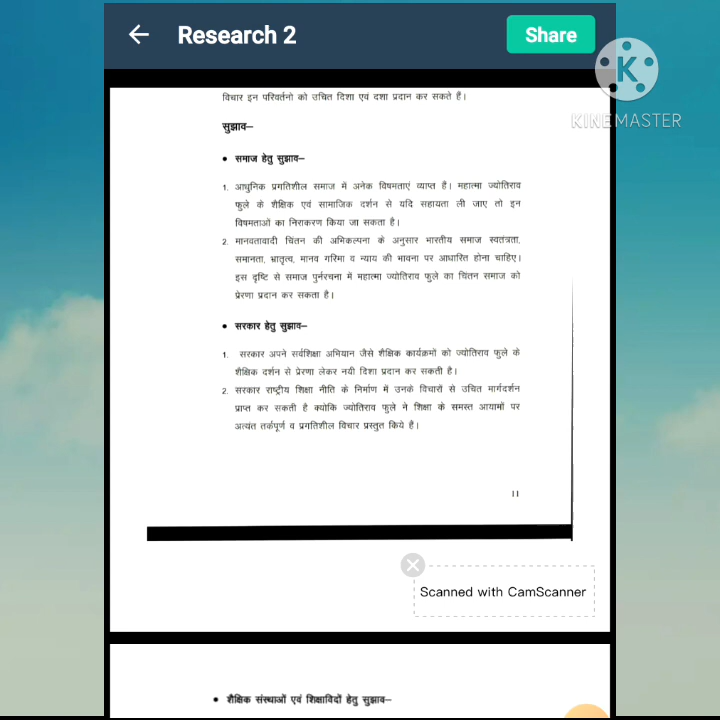 Research 2
Share
K
KINEMASTER
विचार इन परिवर्तनो को उचित दिशा एवं दशा प्रदान कर सकते हैं।
सुझाव–
• समाज हेतु सुझाव–
1. आधुनिक प्रगतिशील समाज में अनेक विषमताएं व्याप्त है। महात्मा ज्योतिराव
फुले के शैक्षिक एवं सामाजिक दर्शन से यदि सहायता ली जाए तो इन
विषमताओं का निराकरण किया जा सकता है।
2. मानवतावादी चिंतन की अभिकल्पना के अनुसार भारतीय समाज स्वतंत्रता,
समानता, भ्रातृत्व, मानव गरिमा व न्याय की भावना पर आधारित होना चाहिए।
इस दृष्टि से समाज पुर्नरचना में महात्मा ज्योतिराव फुले का चिंतन समाज को
प्रेरणा प्रदान कर सकता है।
• सरकार हेतु सुझाव–
1. सरकार अपने सर्वशिक्षा अभियान जैसे शैक्षिक कार्यक्रमों को ज्योतिराव फुले के
शैक्षिक दर्शन से प्रेरणा लेकर नयी दिशा प्रदान कर सकती है।
2. सरकार राष्ट्रीय शिक्षा नीति के निर्माण में उनके विचारों से उचित मार्गदर्शन
प्राप्त कर सकती है क्योकि ज्योतिराव फुले ने शिक्षा के समस्त आयामों पर
अत्यंत तर्कपूर्ण व प्रगतिशील विचार प्रस्तुत किये है।
11
Scanned with CamScanner
• शैक्षिक संस्थाओं एवं शिक्षाविदों हेतु सुझाव–